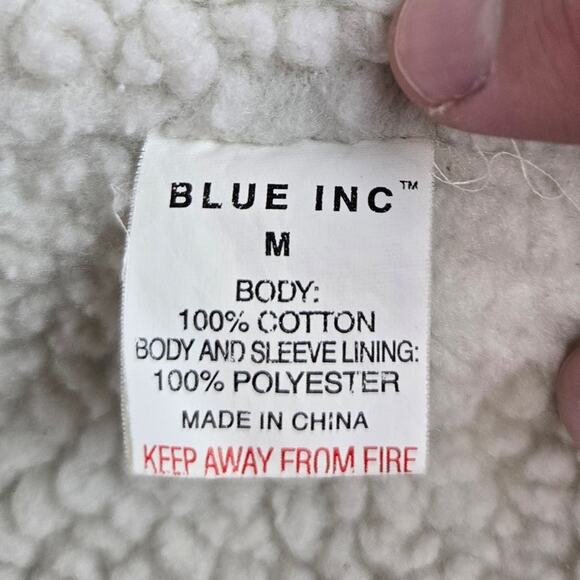 BLUE INC™
M
BODY:
100% COTTON
BODY AND SLEEVE LINING:
100% POLYESTER
MADE IN CHINA
KEEP AWAY FROM FIRE